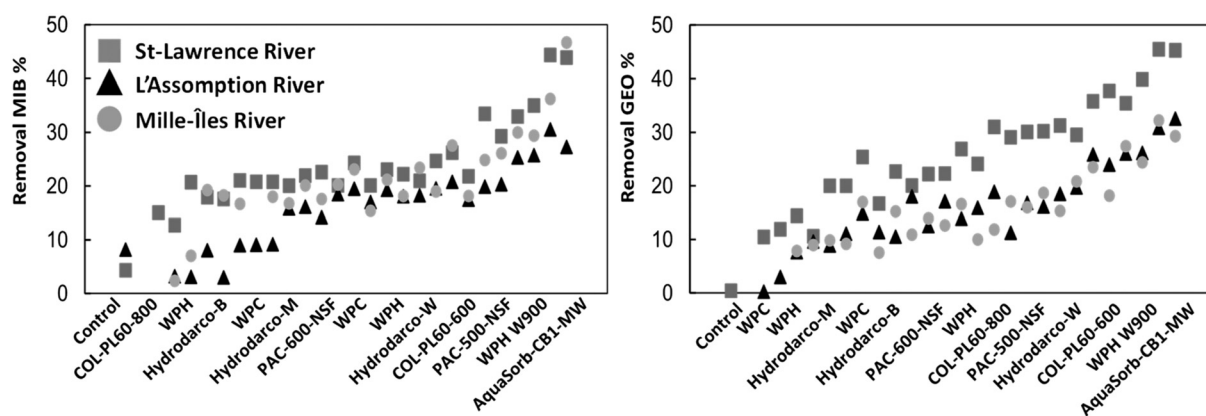 Removal MIB %
50
40
30
20
10
0
St-Lawrence River
L'Assomption River
Mille-Îles River
Control
COL-PL60-800
WPH
Hydrodarco-B
WPC
Hydrodarco-M
PAC-600-NSF
WPC
WPH
Hydrodarco-W
COL-PL60-600
PAC-500-NSF
WPH W900
AquaSorb-CB1-MW
Removal GEO %
50
40
30
20
10
0
Control
WPC
WPH
Hydrodarco-M
WPC
Hydrodarco-B
PAC-600-NSF
WPH
COL-PL60-800
PAC-500-NSF
Hydrodarco-W
COL-PL60-600
WPH W900
AquaSorb-CB1-MW